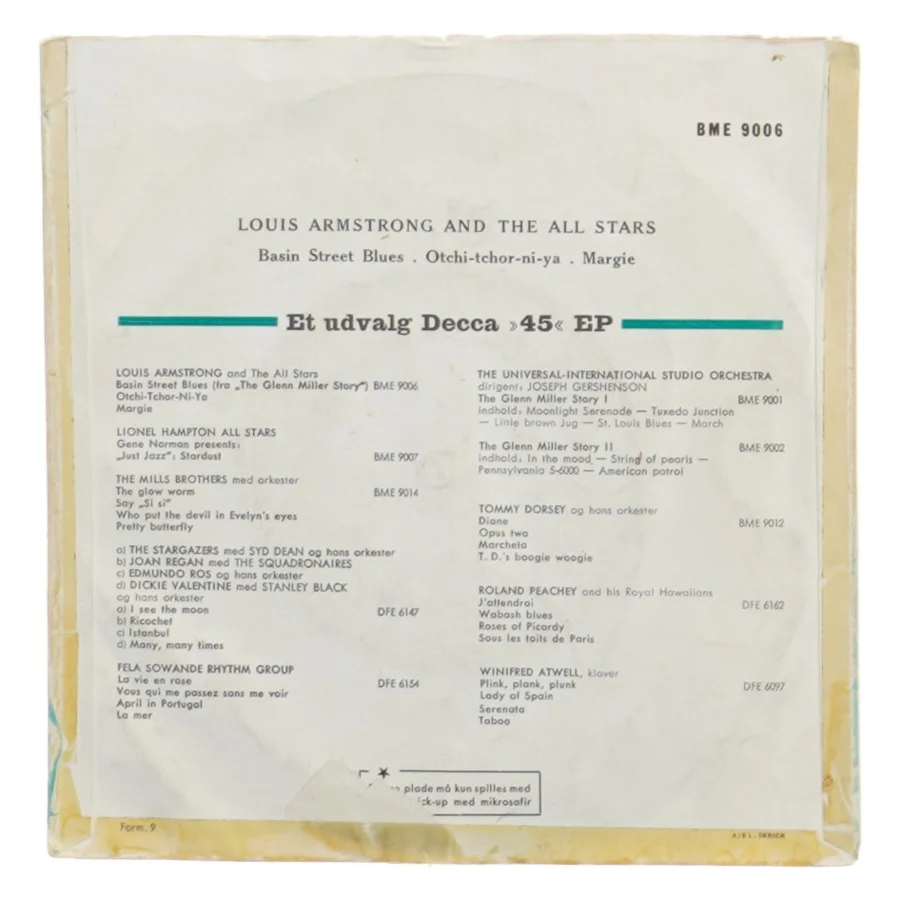 BME 9006
LOUIS ARMSTRONG AND THE ALL STARS
Basin Street Blues . Otchi-tchor-ni-ya . Margie
Et udvalg Decca »45« EP
LOUIS ARMSTRONG and The All Stars
Basin Street Blues (fra „The Glenn Miller Story") BME 9006
Otchi-Tchor-Ni-Ya
Margie
LIONEL HAMPTON ALL STARS
Gene Norman presents:
„Just Jazz": Stardust BME 9007
THE MILLS BROTHERS med orkester
The glow worm BME 9014
Say „Si si"
Who put the devil in Evelyn's eyes
Pretty butterfly
a) THE STARGAZERS med SYD DEAN og hans orkester
b) JOAN REGAN med THE SQUADRONAIRES
c) EDMUNDO ROS og hans orkester
d) DICKIE VALENTINE med STANLEY BLACK
og hans orkester
a) I see the moon DFE 6147
b) Ricochet
c) Istanbul
d) Many, many times
FELA SOWANDE RHYTHM GROUP
La vie en rose DFE 6154
Vous qui me passez sans me voir
April in Portugal
La mer
THE UNIVERSAL-INTERNATIONAL STUDIO ORCHESTRA
dirigent: JOSEPH GERSHENSON
The Glenn Miller Story I BME 9001
indhold: Moonlight Serenade — Tuxedo Junction
— Little brown Jug — St. Louis Blues — March
The Glenn Miller Story II BME 9002
indhold: In the mood — String of pearls —
Pennsylvania 5-6000 — American patrol
TOMMY DORSEY og hans orkester
Diane BME 9012
Opus two
Marcheta
T. D.'s boogie woogie
ROLAND PEACHEY and his Royal Hawaiians
J'attendrai DFE 6162
Wabash blues
Roses of Picardy
Sous les toits de Paris
WINIFRED ATWELL, klaver
Plink, plank, plunk DFE 6097
Lady of Spain
Serenata
Taboo
plade må kun spilles med
ick-up med mikrosafir
Form. 9